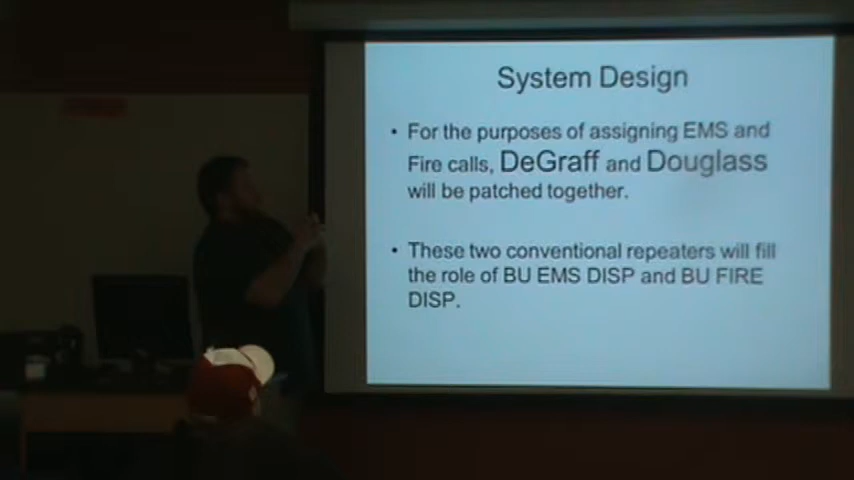 System Design
• For the purposes of assigning EMS and
Fire calls, DeGraff and Douglass
will be patched together.
• These two conventional repeaters will fill
the role of BU EMS DISP and BU FIRE
DISP.